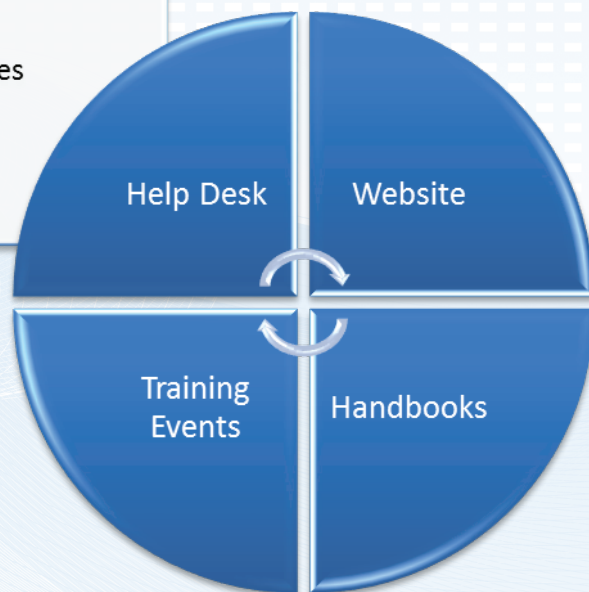 es
Help Desk
Website
Training
Events
Handbooks